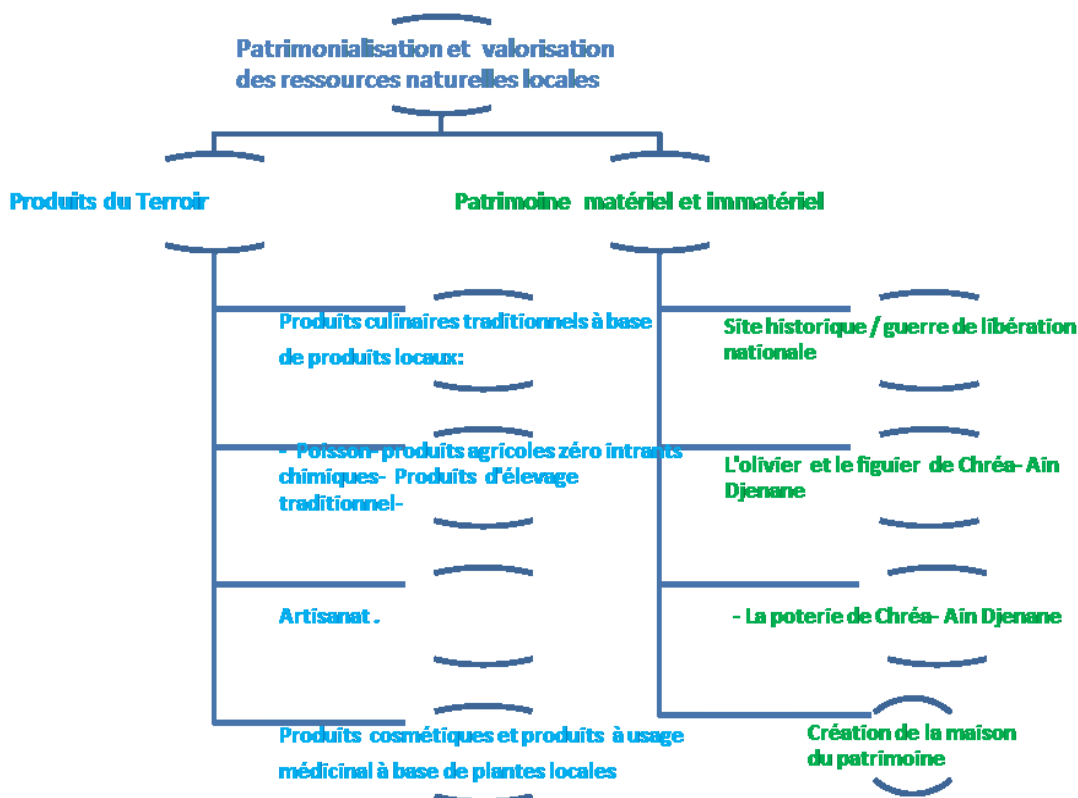 Patrimonialisation et valorisation
des ressources naturelles locales
Produits du Terroir
Patrimoine matériel et immatériel
Produits culinaires traditionnels à base
de produits locaux:
- Poisson-produits agricoles zéro intrants
chimiques- Produits d'élevage
traditionnel-
Artisanat .
Produits cosmétiques et produits à usage
médicinal à base de plantes locales
Site historique / guerre de libération
nationale
L'olivier et le figuier de Chréa- Ain
Djenane
- La poterie de Chréa- Ain Djenane
Création de la maison
du patrimoine